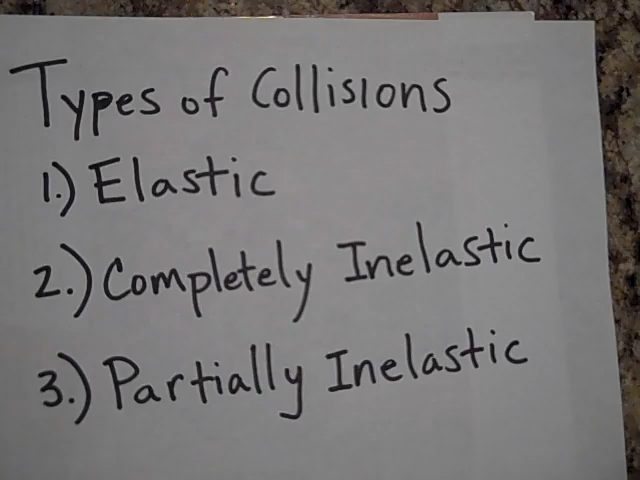 Types of Collisions
1.) Elastic
2.) Completely Inelastic
3.) Partially Inelastic